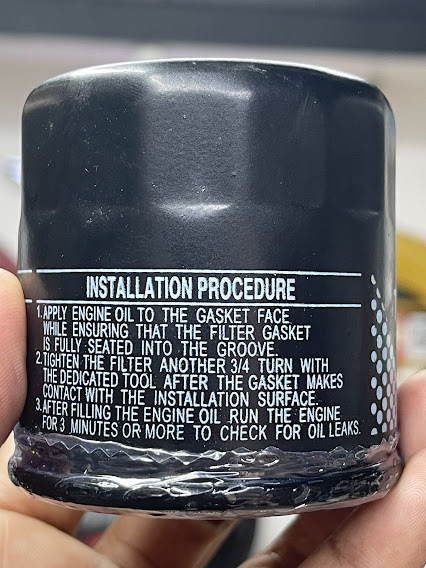 INSTALLATION PROCEDURE
1. APPLY ENGINE OIL TO THE GASKET FACE
WHILE ENSURING THAT THE FILTER GASKET
IS FULLY SEATED INTO THE GROOVE.
2. TIGHTEN THE FILTER ANOTHER 3/4 TURN WITH
THE DEDICATED TOOL AFTER THE GASKET MAKES
CONTACT WITH THE INSTALLATION SURFACE.
3. AFTER FILLING THE ENGINE OIL RUN THE ENGINE
FOR 3 MINUTES OR MORE TO CHECK FOR OIL LEAKS.